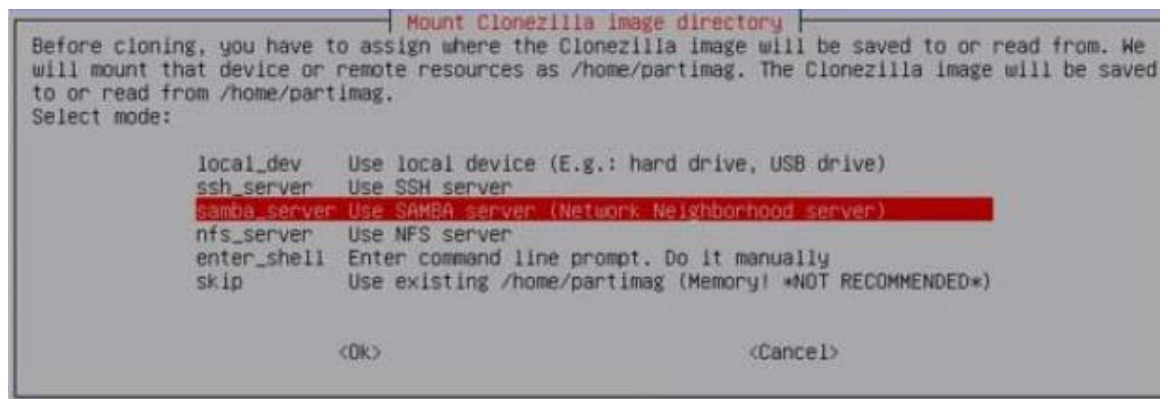 Mount Clonezilla image directory
Before cloning, you have to assign where the Clonezilla image will be saved to or read from. We
will mount that device or remote resources as /home/partimag. The Clonezilla image will be saved
to or read from /home/partimag.
Select mode:
local_dev Use local device (E.g.: hard drive, USB drive)
ssh_server Use SSH server
samba_server Use SAMBA server (Network Neighborhood server)
nfs_server Use NFS server
enter_shell Enter command line prompt. Do it manually
skip Use existing /home/partimag (Memory! *NOT RECOMMENDED*)
<Ok> <Cancel>